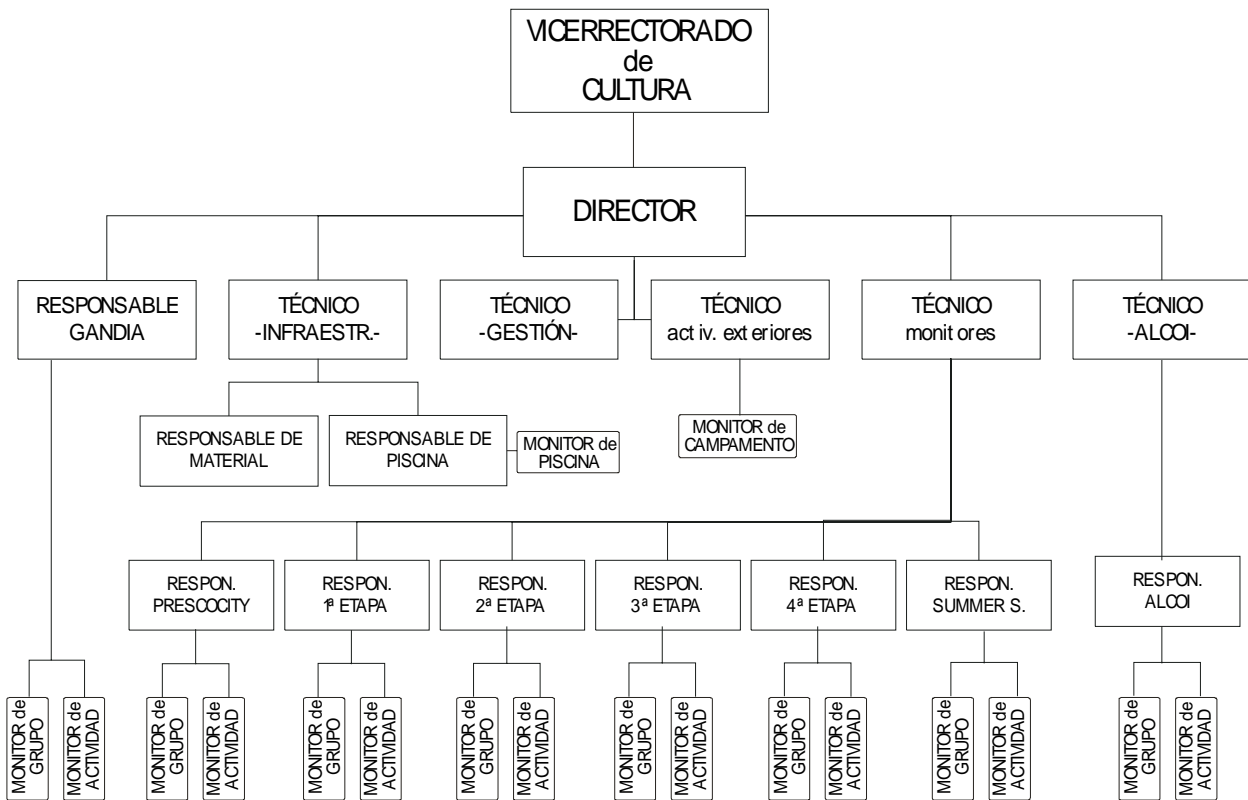 VICERRECTORADO
de
CULTURA
DIRECTOR
RESPONSABLE
GANDIA
TÉCNICO
-INFRAESTR.-
TÉCNICO
-GESTIÓN-
TÉCNICO
activ. exteriores
TÉCNICO
monitores
TÉCNICO
-ALCOI-
RESPONSABLE DE
MATERIAL
RESPONSABLE DE
PISCINA
MONITOR de
PISCINA
MONITOR de
CAMPAMENTO
RESPON.
PRESCOCITY
RESPON.
1ª ETAPA
RESPON.
2ª ETAPA
RESPON.
3ª ETAPA
RESPON.
4ª ETAPA
RESPON.
SUMMER S.
RESPON.
ALCOI
MONITOR de
GRUPO
MONITOR de
ACTIVIDAD
MONITOR de
GRUPO
MONITOR de
ACTIVIDAD
MONITOR de
GRUPO
MONITOR de
ACTIVIDAD
MONITOR de
GRUPO
MONITOR de
ACTIVIDAD
MONITOR de
GRUPO
MONITOR de
ACTIVIDAD
MONITOR de
GRUPO
MONITOR de
ACTIVIDAD
MONITOR de
GRUPO
MONITOR de
ACTIVIDAD
MONITOR de
GRUPO
MONITOR de
ACTIVIDAD